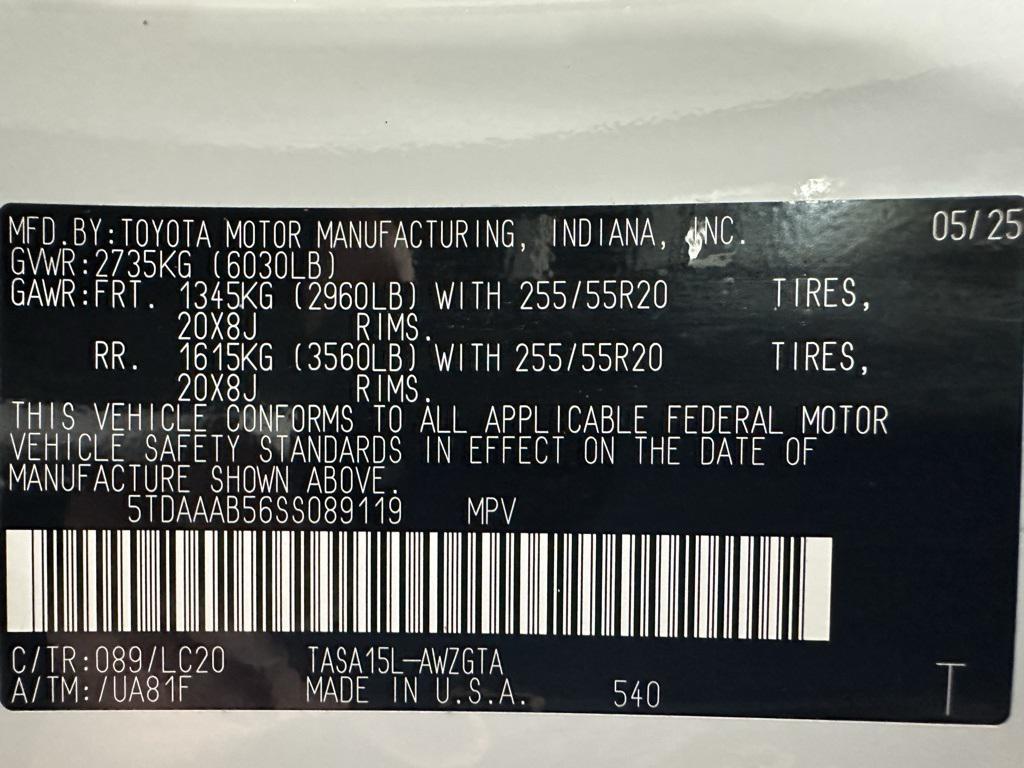 MFD.BY:TOYOTA MOTOR MANUFACTURING, INDIANA, INC. 05/25
GVWR:2735KG (6030LB)
GAWR:FRT. 1345KG (2960LB) WITH 255/55R20 TIRES,
20X8J RIMS.
RR. 1615KG (3560LB) WITH 255/55R20 TIRES,
20X8J RIMS.
THIS VEHICLE CONFORMS TO ALL APPLICABLE FEDERAL MOTOR
VEHICLE SAFETY STANDARDS IN EFFECT ON THE DATE OF
MANUFACTURE SHOWN ABOVE.
5TDAAAB56SS089119 MPV
C/TR:089/LC20 TASA15L-AWZGTA
A/TM:/UA81F MADE IN U.S.A. 540 T